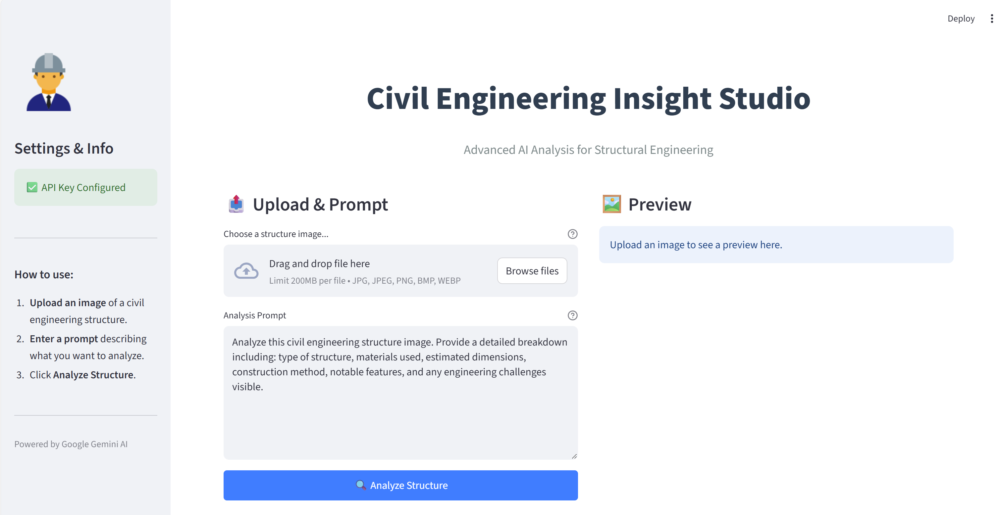 Deploy
Settings & Info
✅ API Key Configured
How to use:
1. Upload an image of a civil
engineering structure.
2. Enter a prompt describing
what you want to analyze.
3. Click Analyze Structure.
Powered by Google Gemini AI
Civil Engineering Insight Studio
Advanced AI Analysis for Structural Engineering
📤 Upload & Prompt
Choose a structure image...
Drag and drop file here
Limit 200MB per file • JPG, JPEG, PNG, BMP, WEBP
Browse files
Analysis Prompt
Analyze this civil engineering structure image. Provide a detailed breakdown
including: type of structure, materials used, estimated dimensions,
construction method, notable features, and any engineering challenges
visible.
🔍 Analyze Structure
🖼️ Preview
Upload an image to see a preview here.